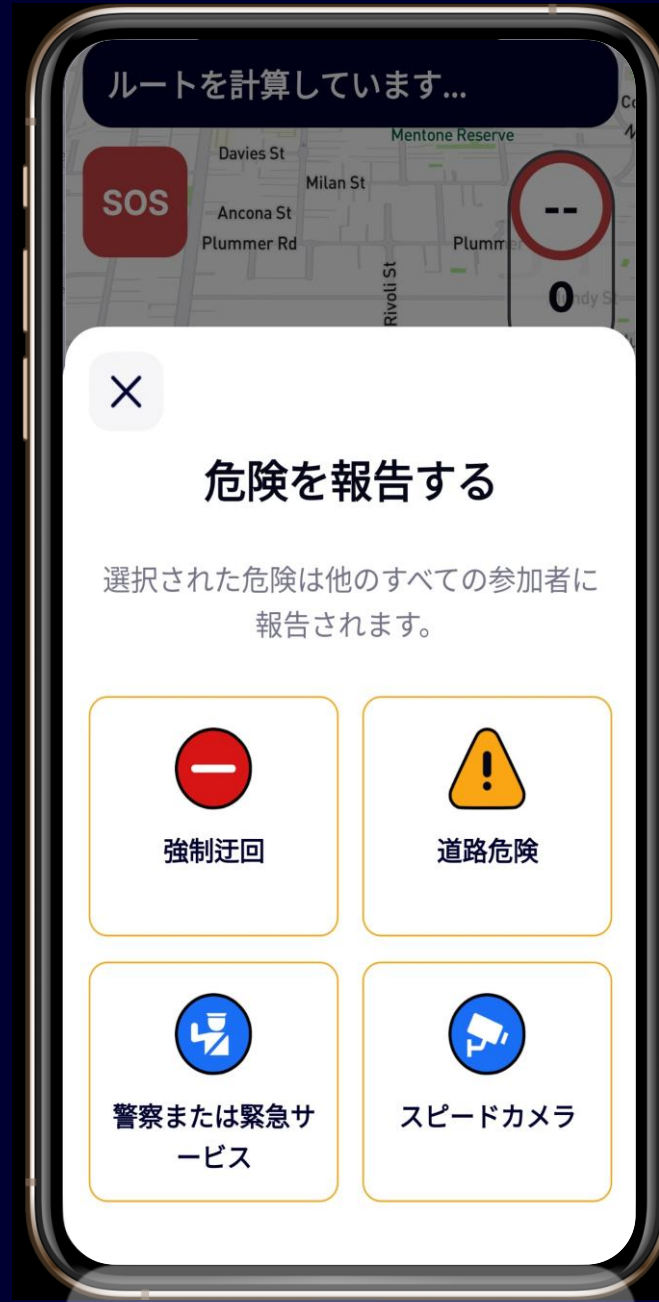 ルートを計算しています...
Mentone Reserve
Davies St
Milan St
SOS
Ancona St
--
Plummer Rd
Rivoli St
0
危険を報告する
選択された危険は他のすべての参加者に
報告されます。
強制迂回
道路危険
警察または緊急サ
ービス
スピードカメラ